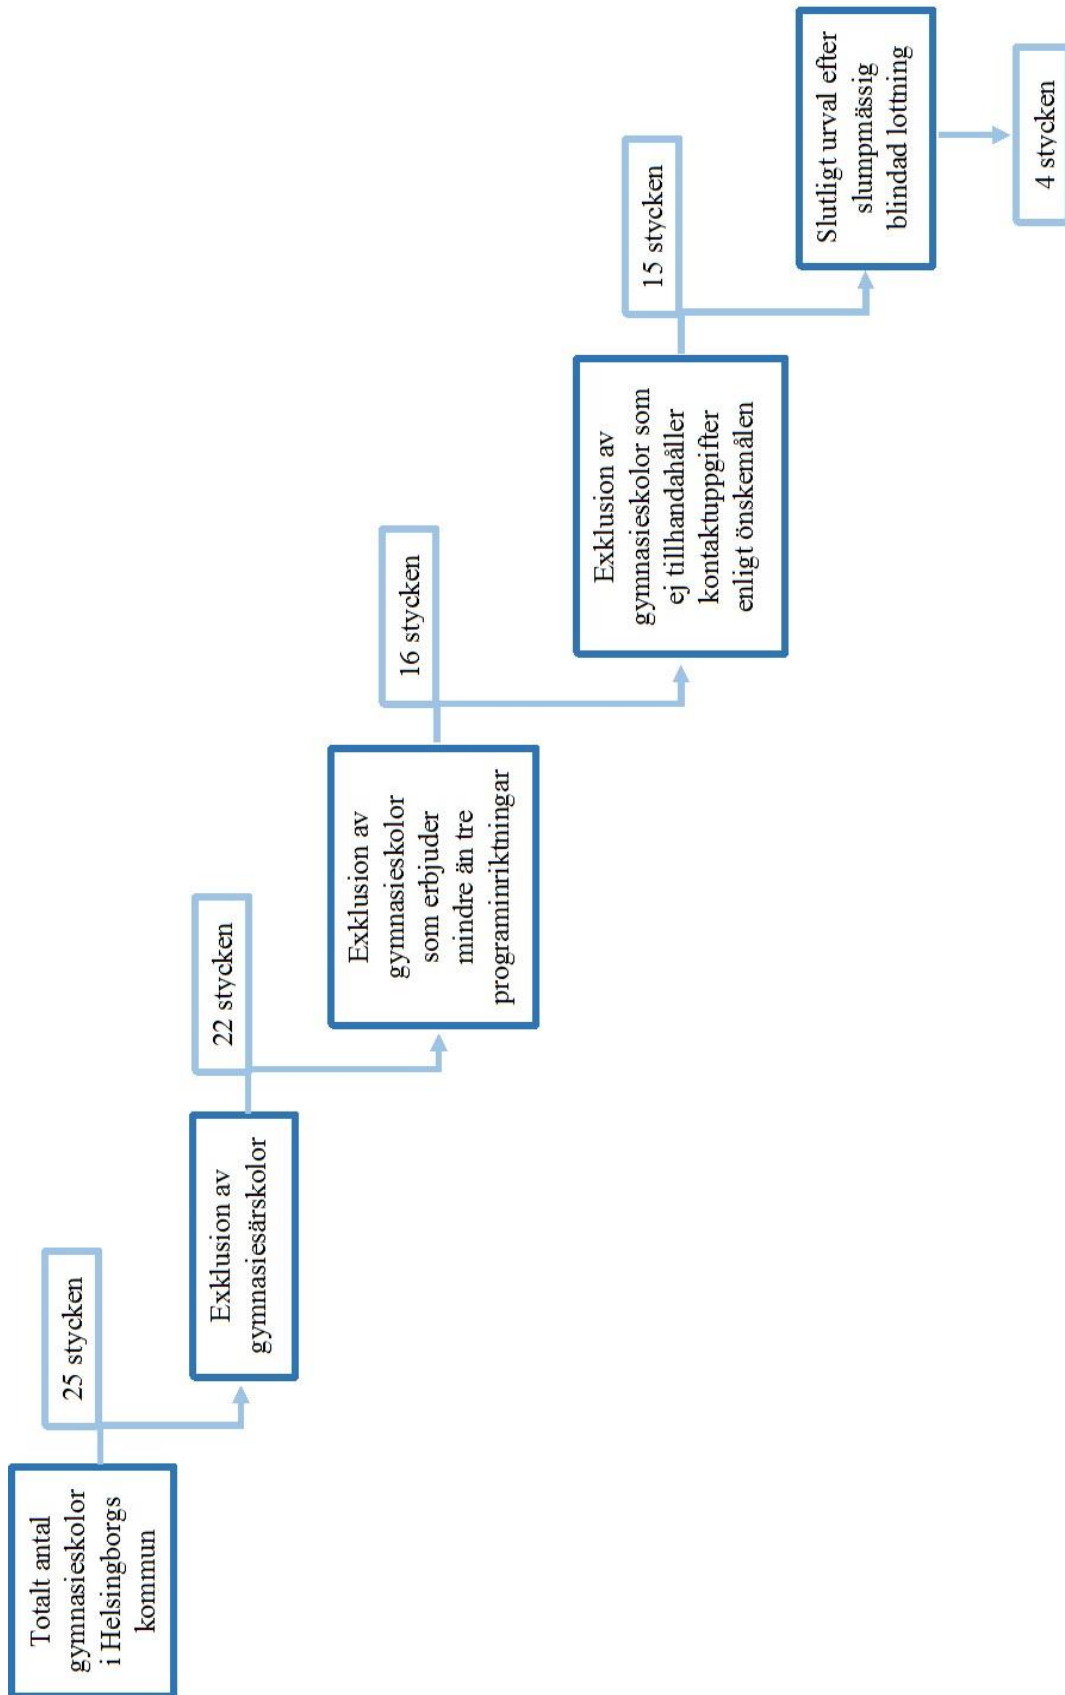 Totalt antal
gymnasieskolor
i Helsingborgs
kommun
25 stycken
Exklusion av
gymnasiesärskolor
22 stycken
Exklusion av
gymnasieskolor
som erbjuder
mindre än tre
programinriktningar
16 stycken
Exklusion av
gymnasieskolor som
ej tillhandahåller
kontaktuppgifter
enligt önskemålen
15 stycken
Slutligt urval efter
slumpmässig
blindad lottning
4 stycken